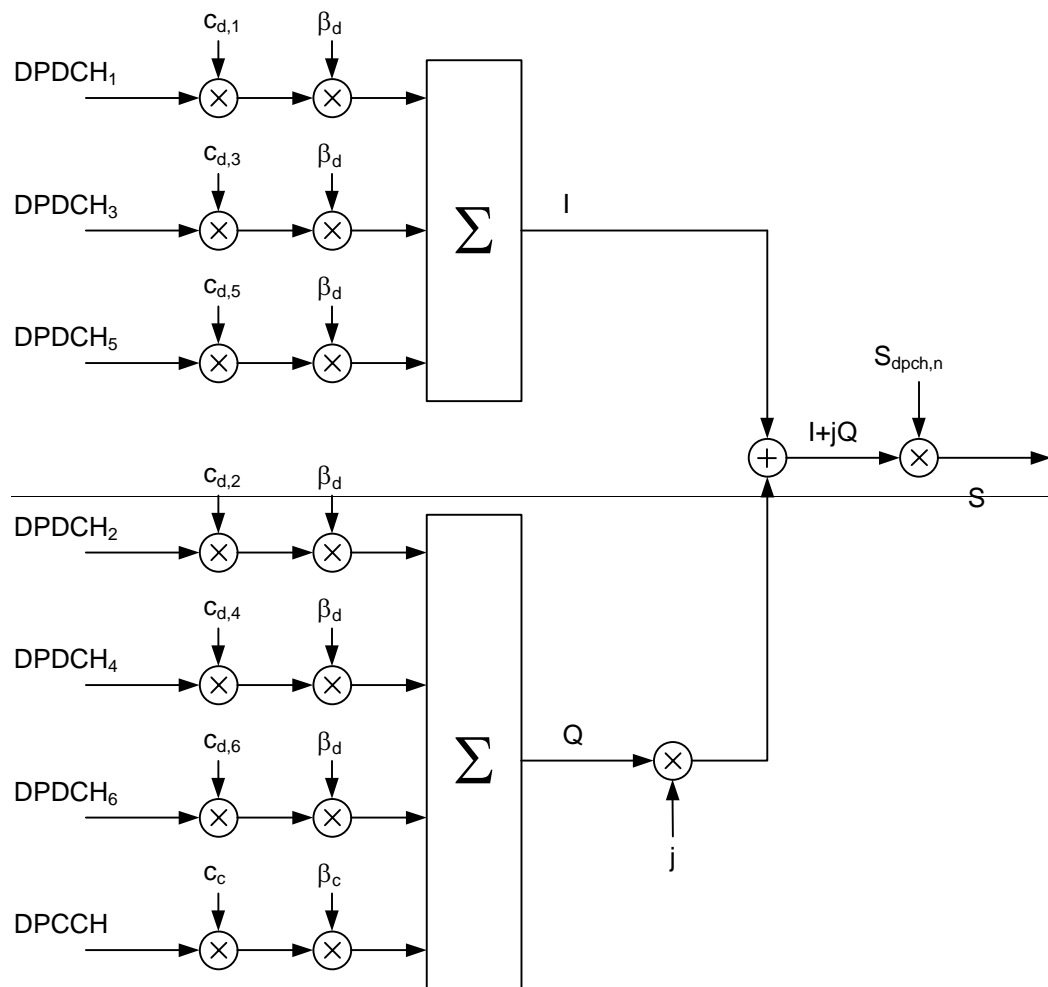 c_d,1 β_d
DPDCH_1
c_d,3 β_d
DPDCH_3
Σ
I
c_d,5 β_d
DPDCH_5
S_dpch,n
I+jQ
S
c_d,2 β_d
DPDCH_2
c_d,4 β_d
DPDCH_4
Σ
Q
c_d,6 β_d
DPDCH_6
j
c_c β_c
DPCCH